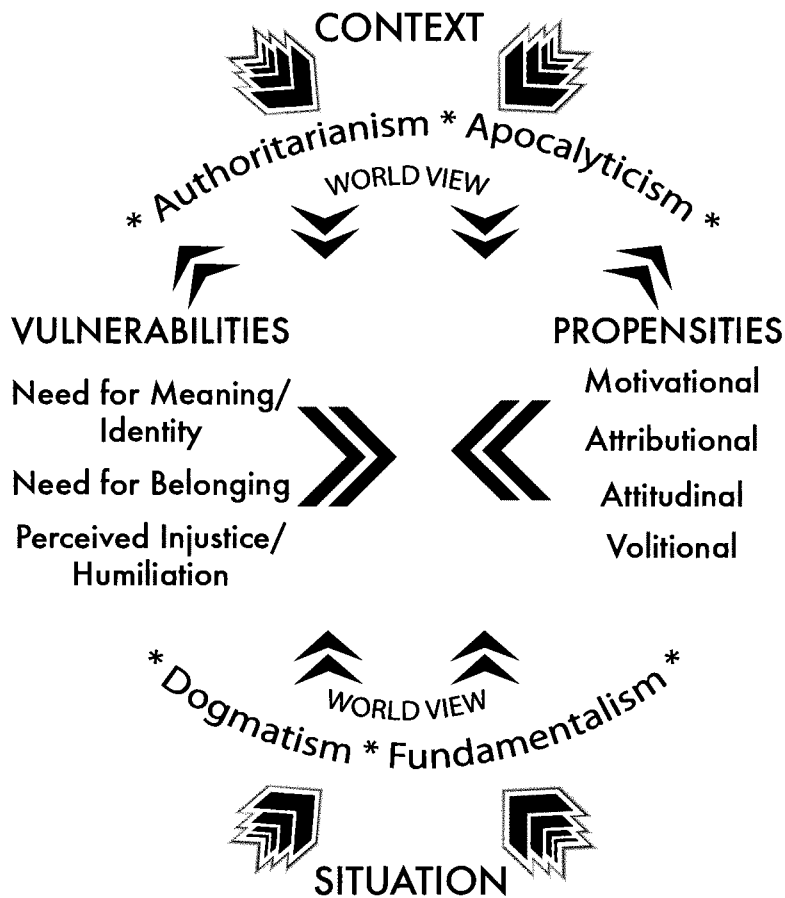 CONTEXT
* Authoritarianism * Apocalypticism *
WORLD VIEW
VULNERABILITIES
Need for Meaning/
Identity
Need for Belonging
Perceived Injustice/
Humiliation
PROPENSITIES
Motivational
Attributional
Attitudinal
Volitional
WORLD VIEW
* Dogmatism * Fundamentalism *
SITUATION